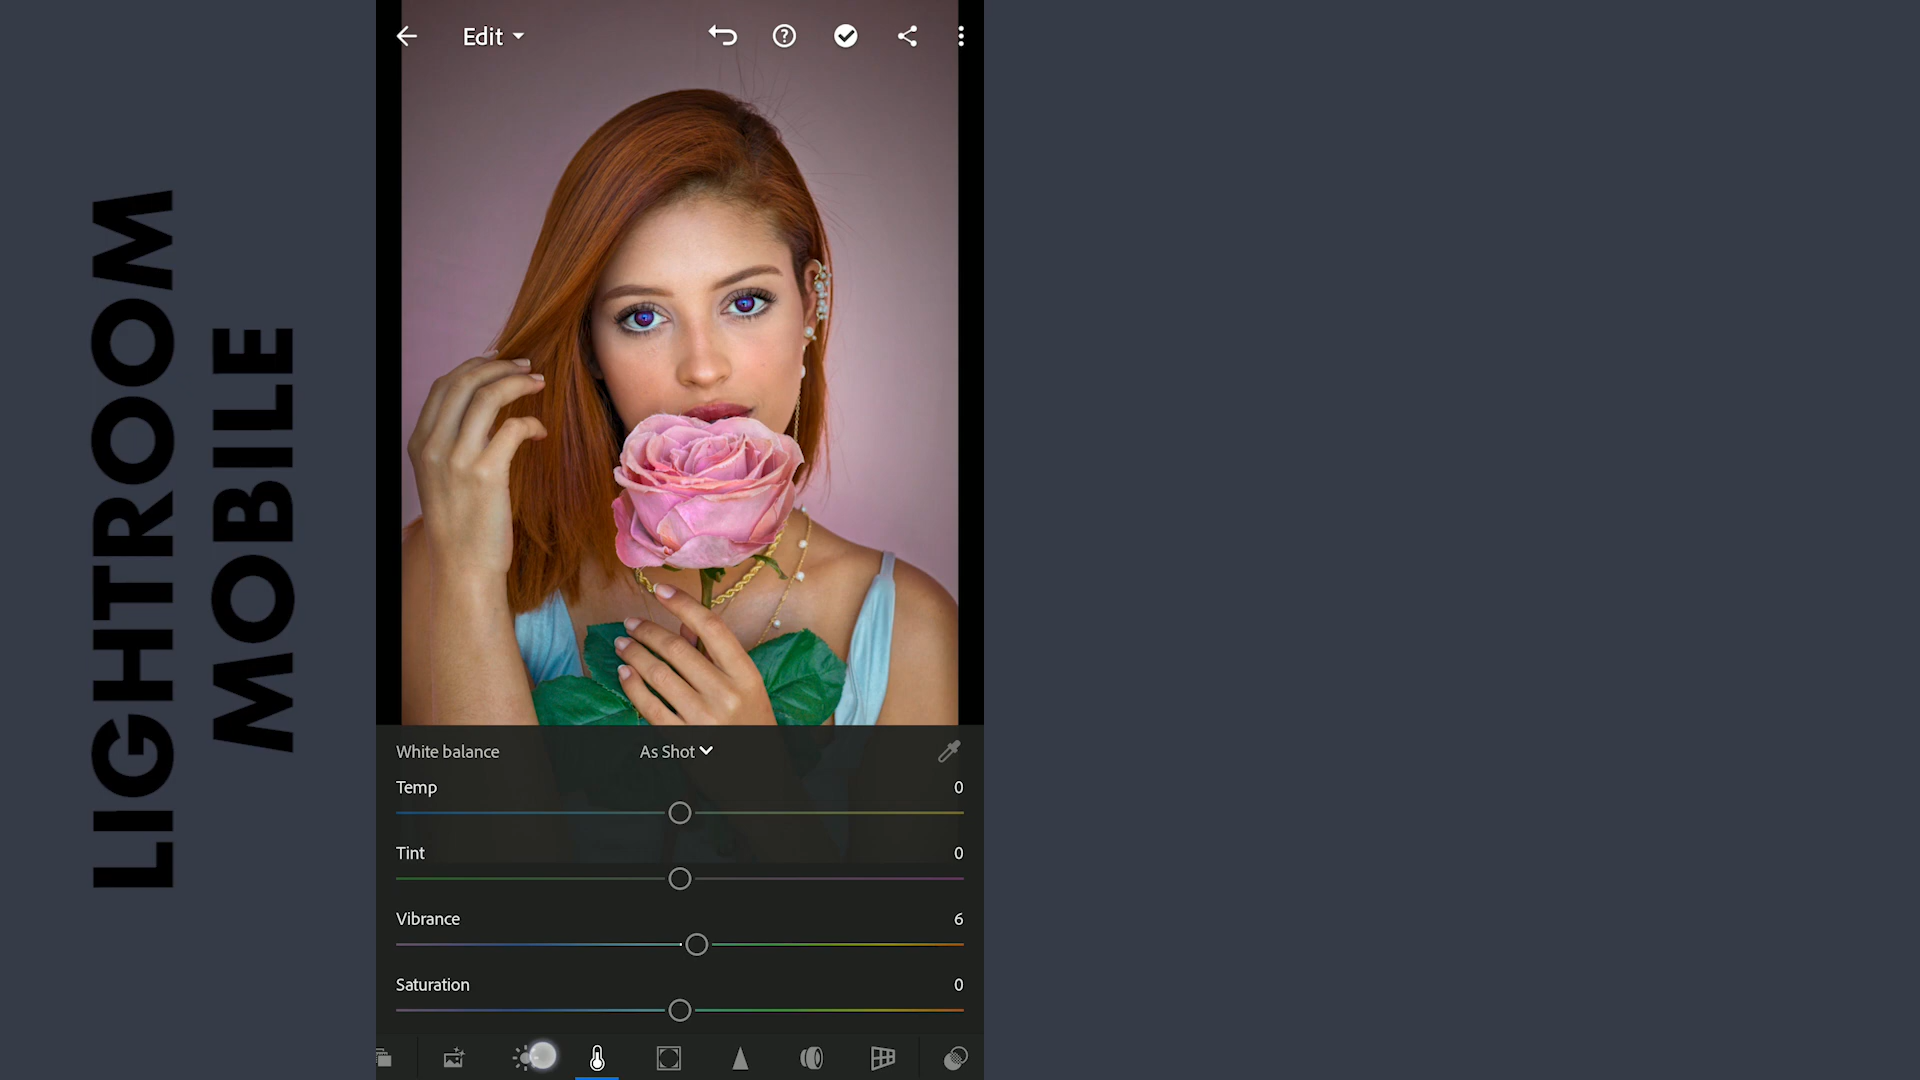 LIGHTROOM
MOBILE
Edit
White balance
As Shot
Temp
0
Tint
0
Vibrance
6
Saturation
0